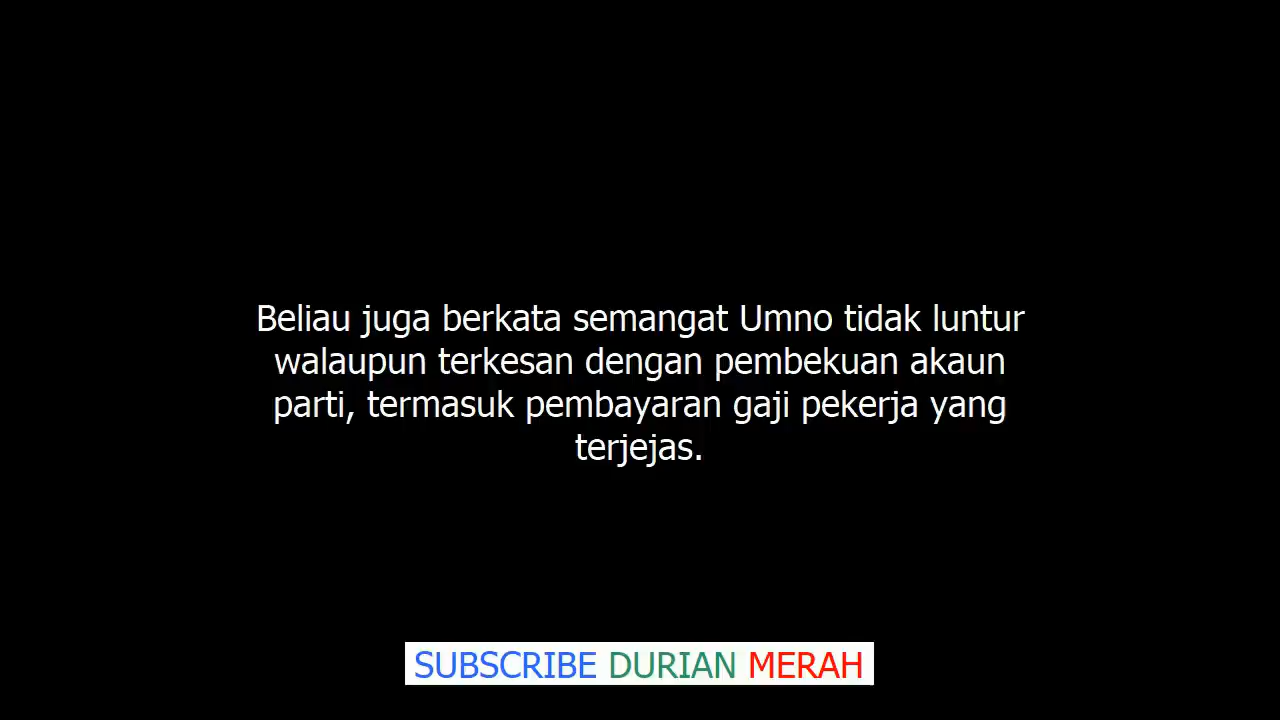 Beliau juga berkata semangat Umno tidak luntur
walaupun terkesan dengan pembekuan akaun
parti, termasuk pembayaran gaji pekerja yang
terjejas.
SUBSCRIBE DURIAN MERAH